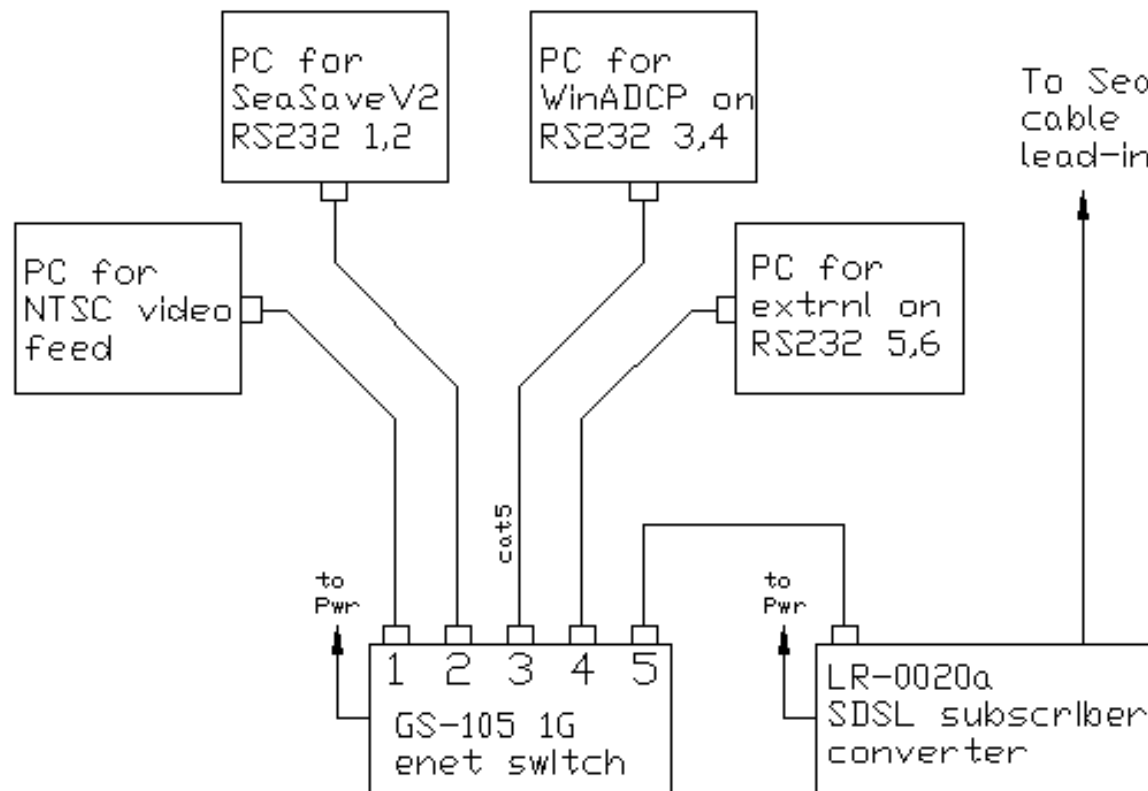 PC for
SeaSaveV2
RS232 1,2
PC for
WinADCP on
RS232 3,4
To Sea
cable
lead-in
PC for
NTSC video
feed
PC for
extrnl on
RS232 5,6
cat5
to
Pwr
to
Pwr
1 2 3 4 5
GS-105 1G
enet switch
LR-0020a
SDSL subscriber
converter